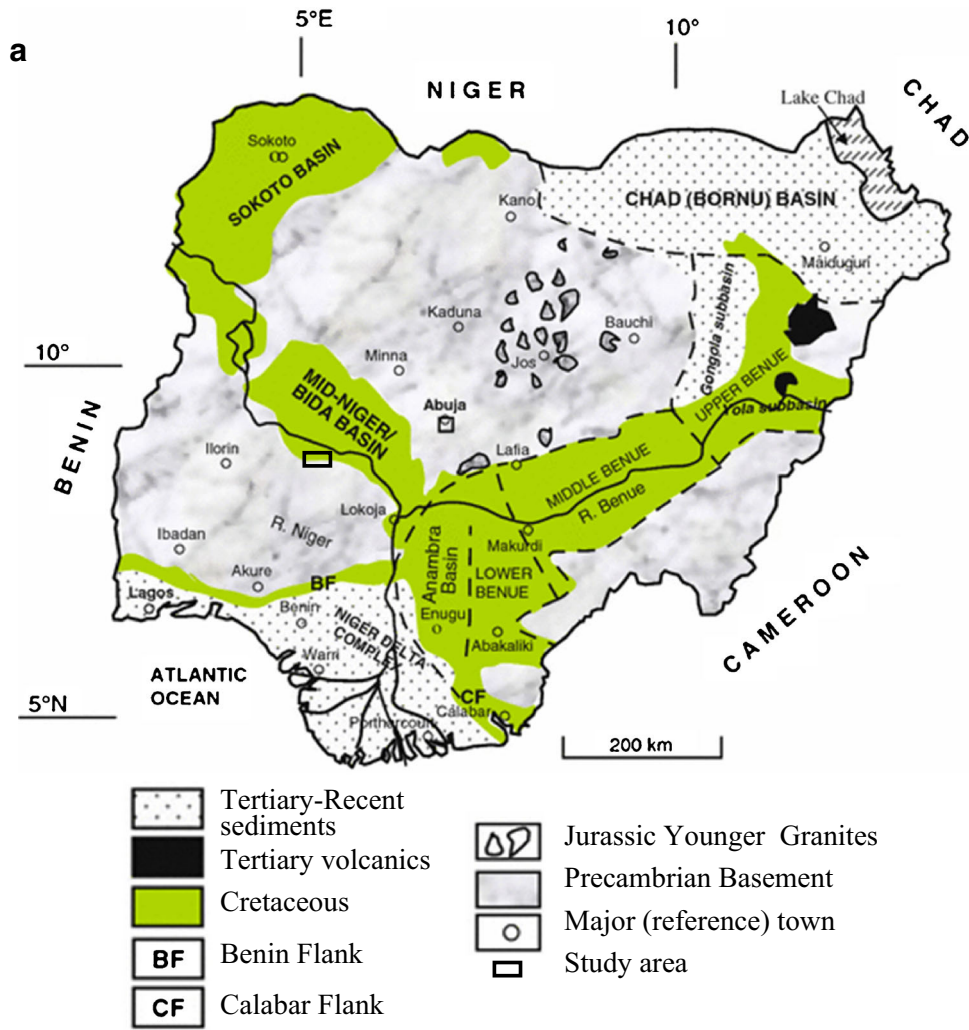 a
5°E
10°
NIGER
CHAD
Lake Chad
Sokoto
SOKOTO BASIN
Kano
CHAD (BORNU) BASIN
Maiduguri
Gongola subbasin
Kaduna
Bauchi
Jos
10°
Minna
MID-NIGER/
BIDA BASIN
Abuja
UPPER BENUE
Yola subbasin
BENIN
Ilorin
Lafia
MIDDLE BENUE
R. Benue
Lokoja
R. Niger
Ibadan
Makurdi
Anambra
Basin
LOWER
BENUE
Akure
BF
Lagos
Benin
Enugu
Abakaliki
NIGER DELTA
COMPLEX
Warri
CAMEROON
ATLANTIC
OCEAN
CF
Calabar
5°N
Portharcourt
200 km
Tertiary-Recent
sediments
Tertiary volcanics
Cretaceous
BF Benin Flank
CF Calabar Flank
Jurassic Younger Granites
Precambrian Basement
Major (reference) town
Study area